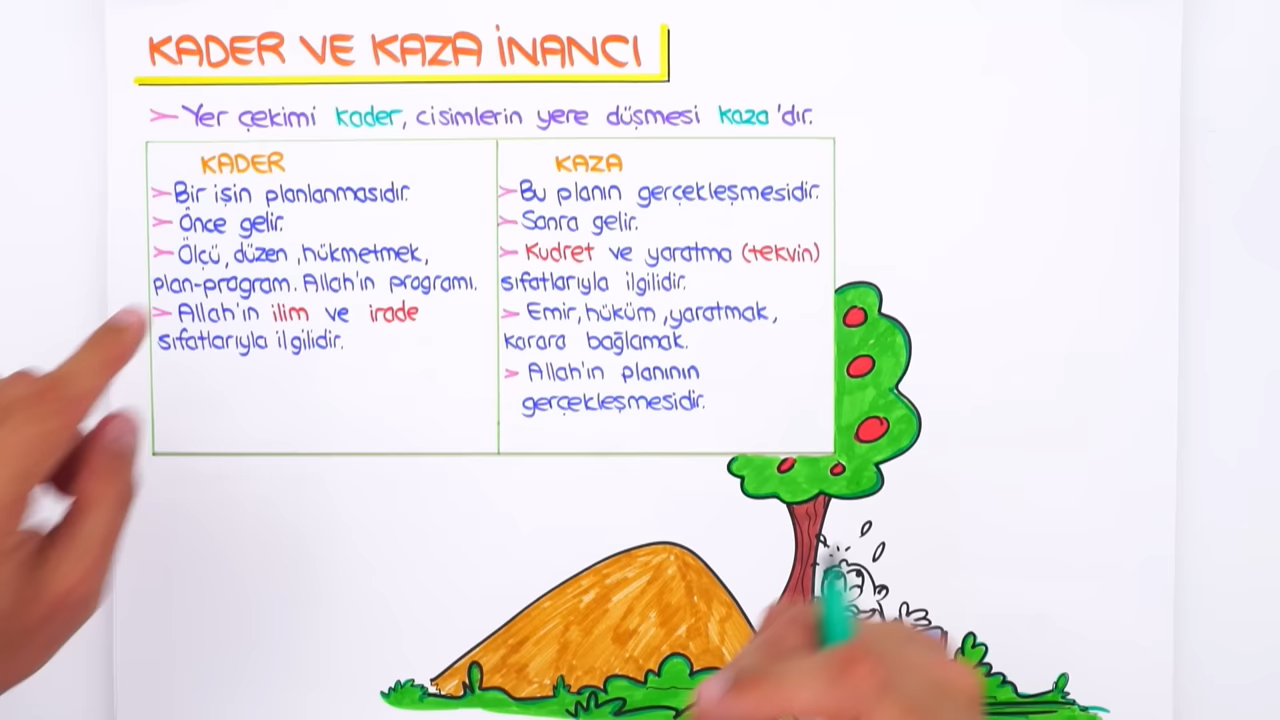 KADER VE KAZA İNANCI
➤ Yer çekimi kader, cisimlerin yere düşmesi kaza'dır.
KADER
➤ Bir işin planlanmasıdır.
➤ Önce gelir.
➤ Ölçü, düzen, hükmetmek,
plan-program. Allah'ın programı.
➤ Allah'ın ilim ve irade
sıfatlarıyla ilgilidir.
KAZA
➤ Bu planın gerçekleşmesidir.
➤ Sonra gelir.
➤ Kudret ve yaratma (tekvin)
sıfatlarıyla ilgilidir.
➤ Emir, hüküm, yaratmak,
karara bağlamak.
➤ Allah'ın planının
gerçekleşmesidir.